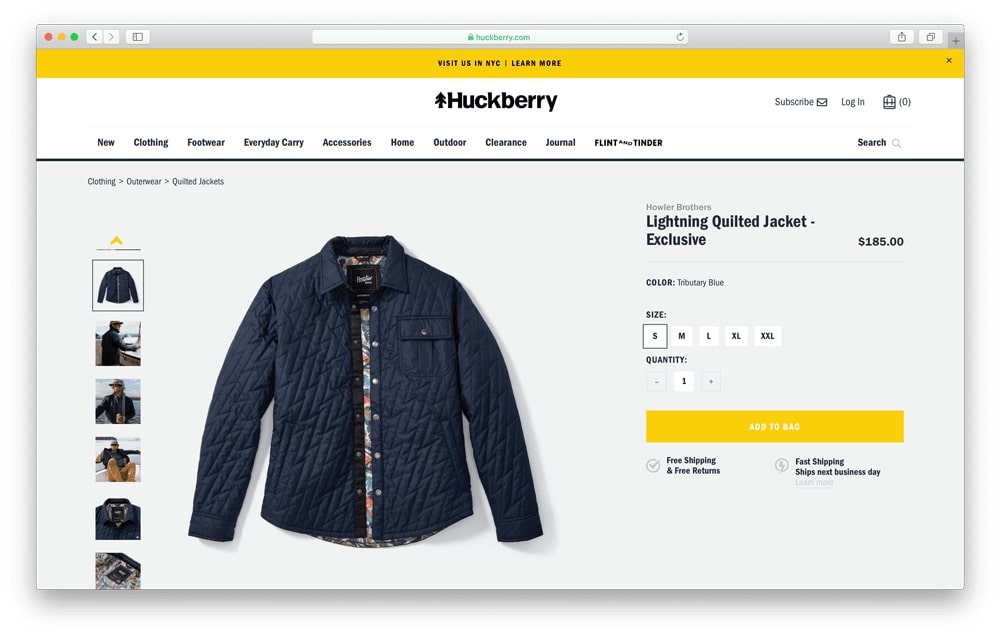 huckberry.com
VISIT US IN NYC | LEARN MORE
Huckberry
Subscribe
Log In
(0)
New
Clothing
Footwear
Everyday Carry
Accessories
Home
Outdoor
Clearance
Journal
FLINT AND TINDER
Search
Clothing > Outerwear > Quilted Jackets
Howler Brothers
Lightning Quilted Jacket -
Exclusive
$185.00
COLOR: Tributary Blue
SIZE:
S
M
L
XL
XXL
QUANTITY:
-
1
+
ADD TO BAG
Free Shipping
& Free Returns
Fast Shipping
Ships next business day
Learn more